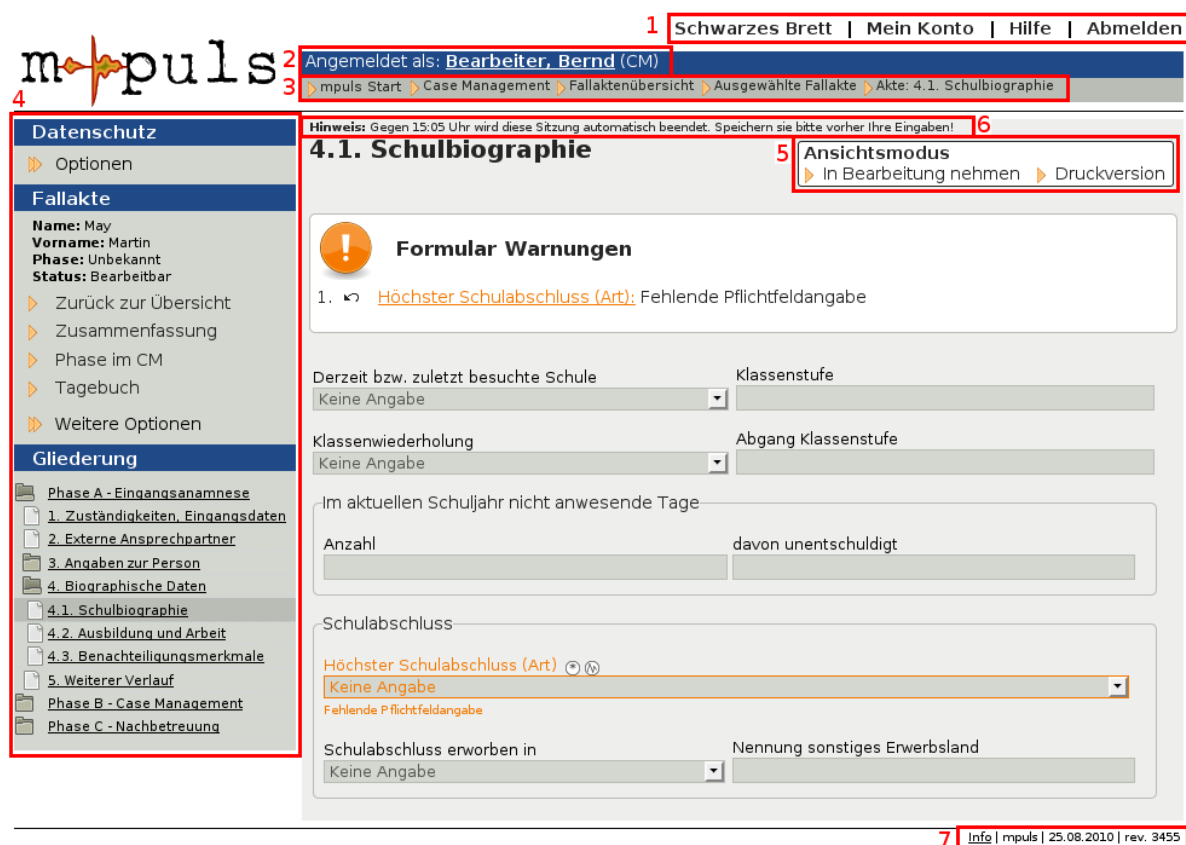 1 Schwarzes Brett | Mein Konto | Hilfe | Abmelden
m puls
2 Angemeldet als: Bearbeiter, Bernd (CM)
3 mpuls Start Case Management Fallaktenübersicht Ausgewählte Fallakte Akte: 4.1. Schulbiographie
4
Datenschutz
Optionen
Fallakte
Name: May
Vorname: Martin
Phase: Unbekannt
Status: Bearbeitbar
Zurück zur Übersicht
Zusammenfassung
Phase im CM
Tagebuch
Weitere Optionen
Gliederung
Phase A - Eingangsanamnese
1. Zuständigkeiten, Eingangsdaten
2. Externe Ansprechpartner
3. Angaben zur Person
4. Biographische Daten
4.1. Schulbiographie
4.2. Ausbildung und Arbeit
4.3. Benachteiligungsmerkmale
5. Weiterer Verlauf
Phase B - Case Management
Phase C - Nachbetreuung
Hinweis: Gegen 15:05 Uhr wird diese Sitzung automatisch beendet. Speichern sie bitte vorher Ihre Eingaben! 6
4.1. Schulbiographie
5 Ansichtsmodus
In Bearbeitung nehmen Druckversion
Formular Warnungen
1. Höchster Schulabschluss (Art): Fehlende Pflichtfeldangabe
Derzeit bzw. zuletzt besuchte Schule Klassenstufe
Keine Angabe
Klassenwiederholung Abgang Klassenstufe
Keine Angabe
Im aktuellen Schuljahr nicht anwesende Tage
Anzahl davon unentschuldigt
Schulabschluss
Höchster Schulabschluss (Art)
Keine Angabe
Fehlende Pflichtfeldangabe
Schulabschluss erworben in Nennung sonstiges Erwerbsland
Keine Angabe
7 Info | mpuls | 25.08.2010 | rev. 3455